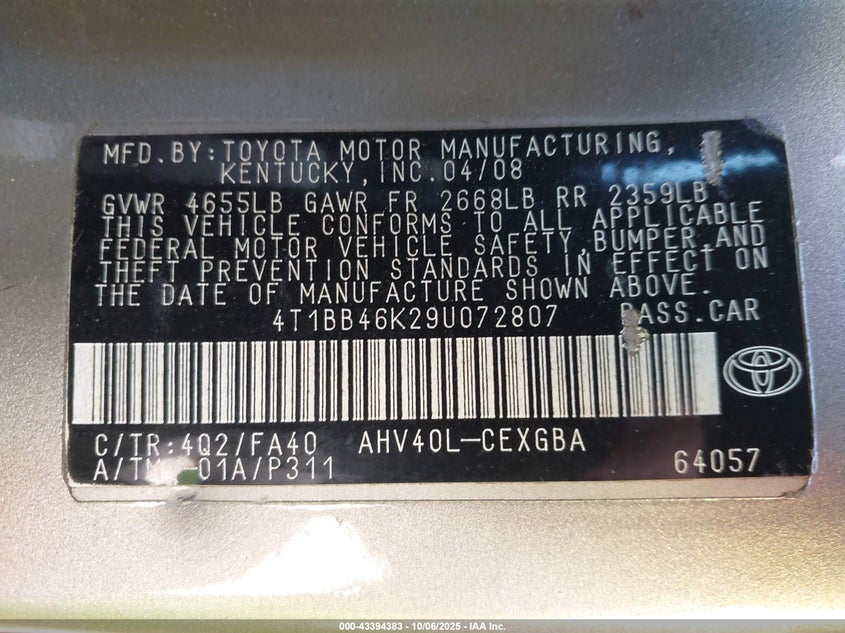 MFD.BY:TOYOTA MOTOR MANUFACTURING,
KENTUCKY,INC.04/08
GVWR 4655LB GAWR FR 2668LB RR 2359LB
THIS VEHICLE CONFORMS TO ALL APPLICABLE
FEDERAL MOTOR VEHICLE SAFETY,BUMPER,AND
THEFT PREVENTION STANDARDS IN EFFECT ON
THE DATE OF MANUFACTURE SHOWN ABOVE.
4T1BB46K29U072807 PASS.CAR
C/TR:4Q2/FA40 AHV40L-CEXGBA
A/TM -01A/P311 64057
000-43394383 - 10/06/2025 - IAA Inc.